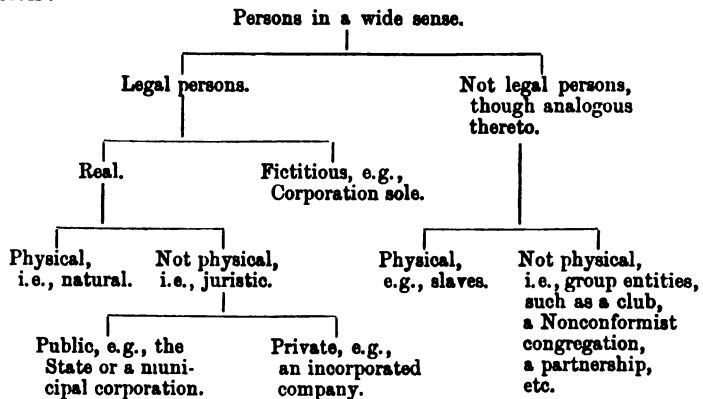 Persons in a wide sense.
Legal persons.
Not legal persons,
though analogous
thereto.
Real.
Fictitious, e.g.,
Corporation sole.
Physical,
i.e., natural.
Not physical,
i.e., juristic.
Physical,
e.g., slaves.
Not physical,
i.e., group entities,
such as a club,
a Nonconformist
congregation,
a partnership,
etc.
Public, e.g., the
State or a muni-
cipal corporation.
Private, e.g.,
an incorporated
company.